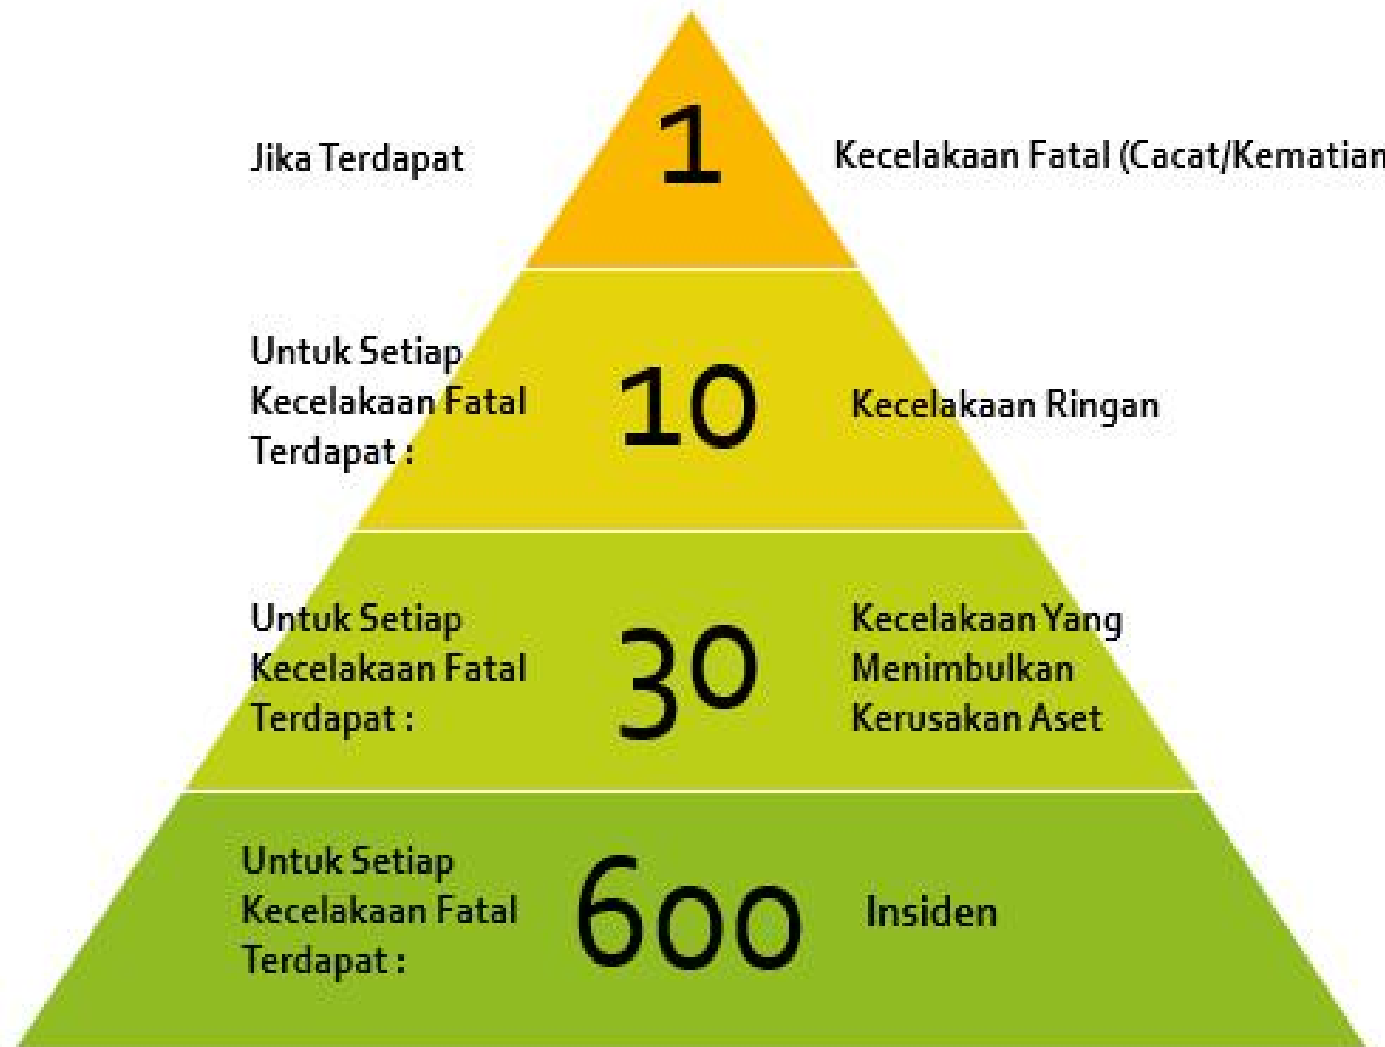 Jika Terdapat
1
Kecelakaan Fatal (Cacat/Kematian
Untuk Setiap
Kecelakaan Fatal
Terdapat :
10
Kecelakaan Ringan
Untuk Setiap
Kecelakaan Fatal
Terdapat :
30
Kecelakaan Yang
Menimbulkan
Kerusakan Aset
Untuk Setiap
Kecelakaan Fatal
Terdapat :
600
Insiden